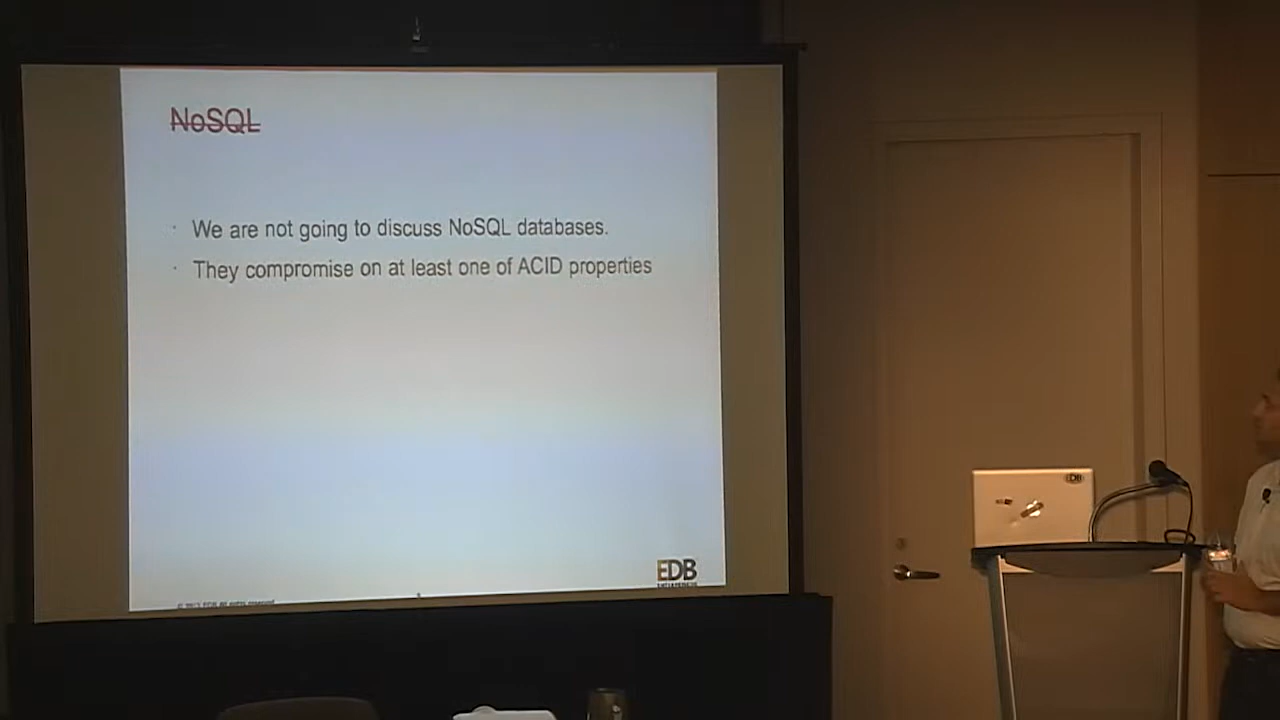 NoSQL
· We are not going to discuss NoSQL databases.
· They compromise on at least one of ACID properties
EDB
EDB